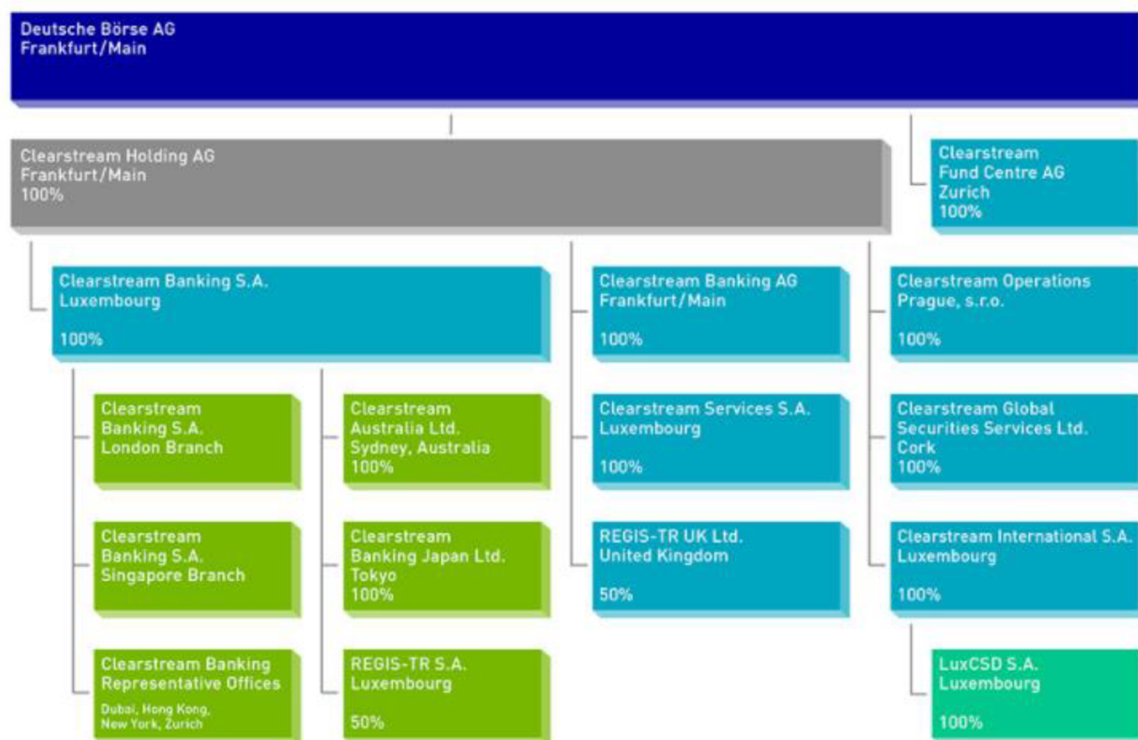 Deutsche Börse AG
Frankfurt/Main
Clearstream Holding AG
Frankfurt/Main
100%
Clearstream
Fund Centre AG
Zurich
100%
Clearstream Banking S.A.
Luxembourg
100%
Clearstream Banking AG
Frankfurt/Main
100%
Clearstream Operations
Prague, s.r.o.
100%
Clearstream
Banking S.A.
London Branch
Clearstream
Australia Ltd.
Sydney, Australia
100%
Clearstream Services S.A.
Luxembourg
100%
Clearstream Global
Securities Services Ltd.
Cork
100%
Clearstream
Banking S.A.
Singapore Branch
Clearstream
Banking Japan Ltd.
Tokyo
100%
REGIS-TR UK Ltd.
United Kingdom
50%
Clearstream International S.A.
Luxembourg
100%
Clearstream Banking
Representative Offices
Dubai, Hong Kong,
New York, Zurich
REGIS-TR S.A.
Luxembourg
50%
LuxCSD S.A.
Luxembourg
100%